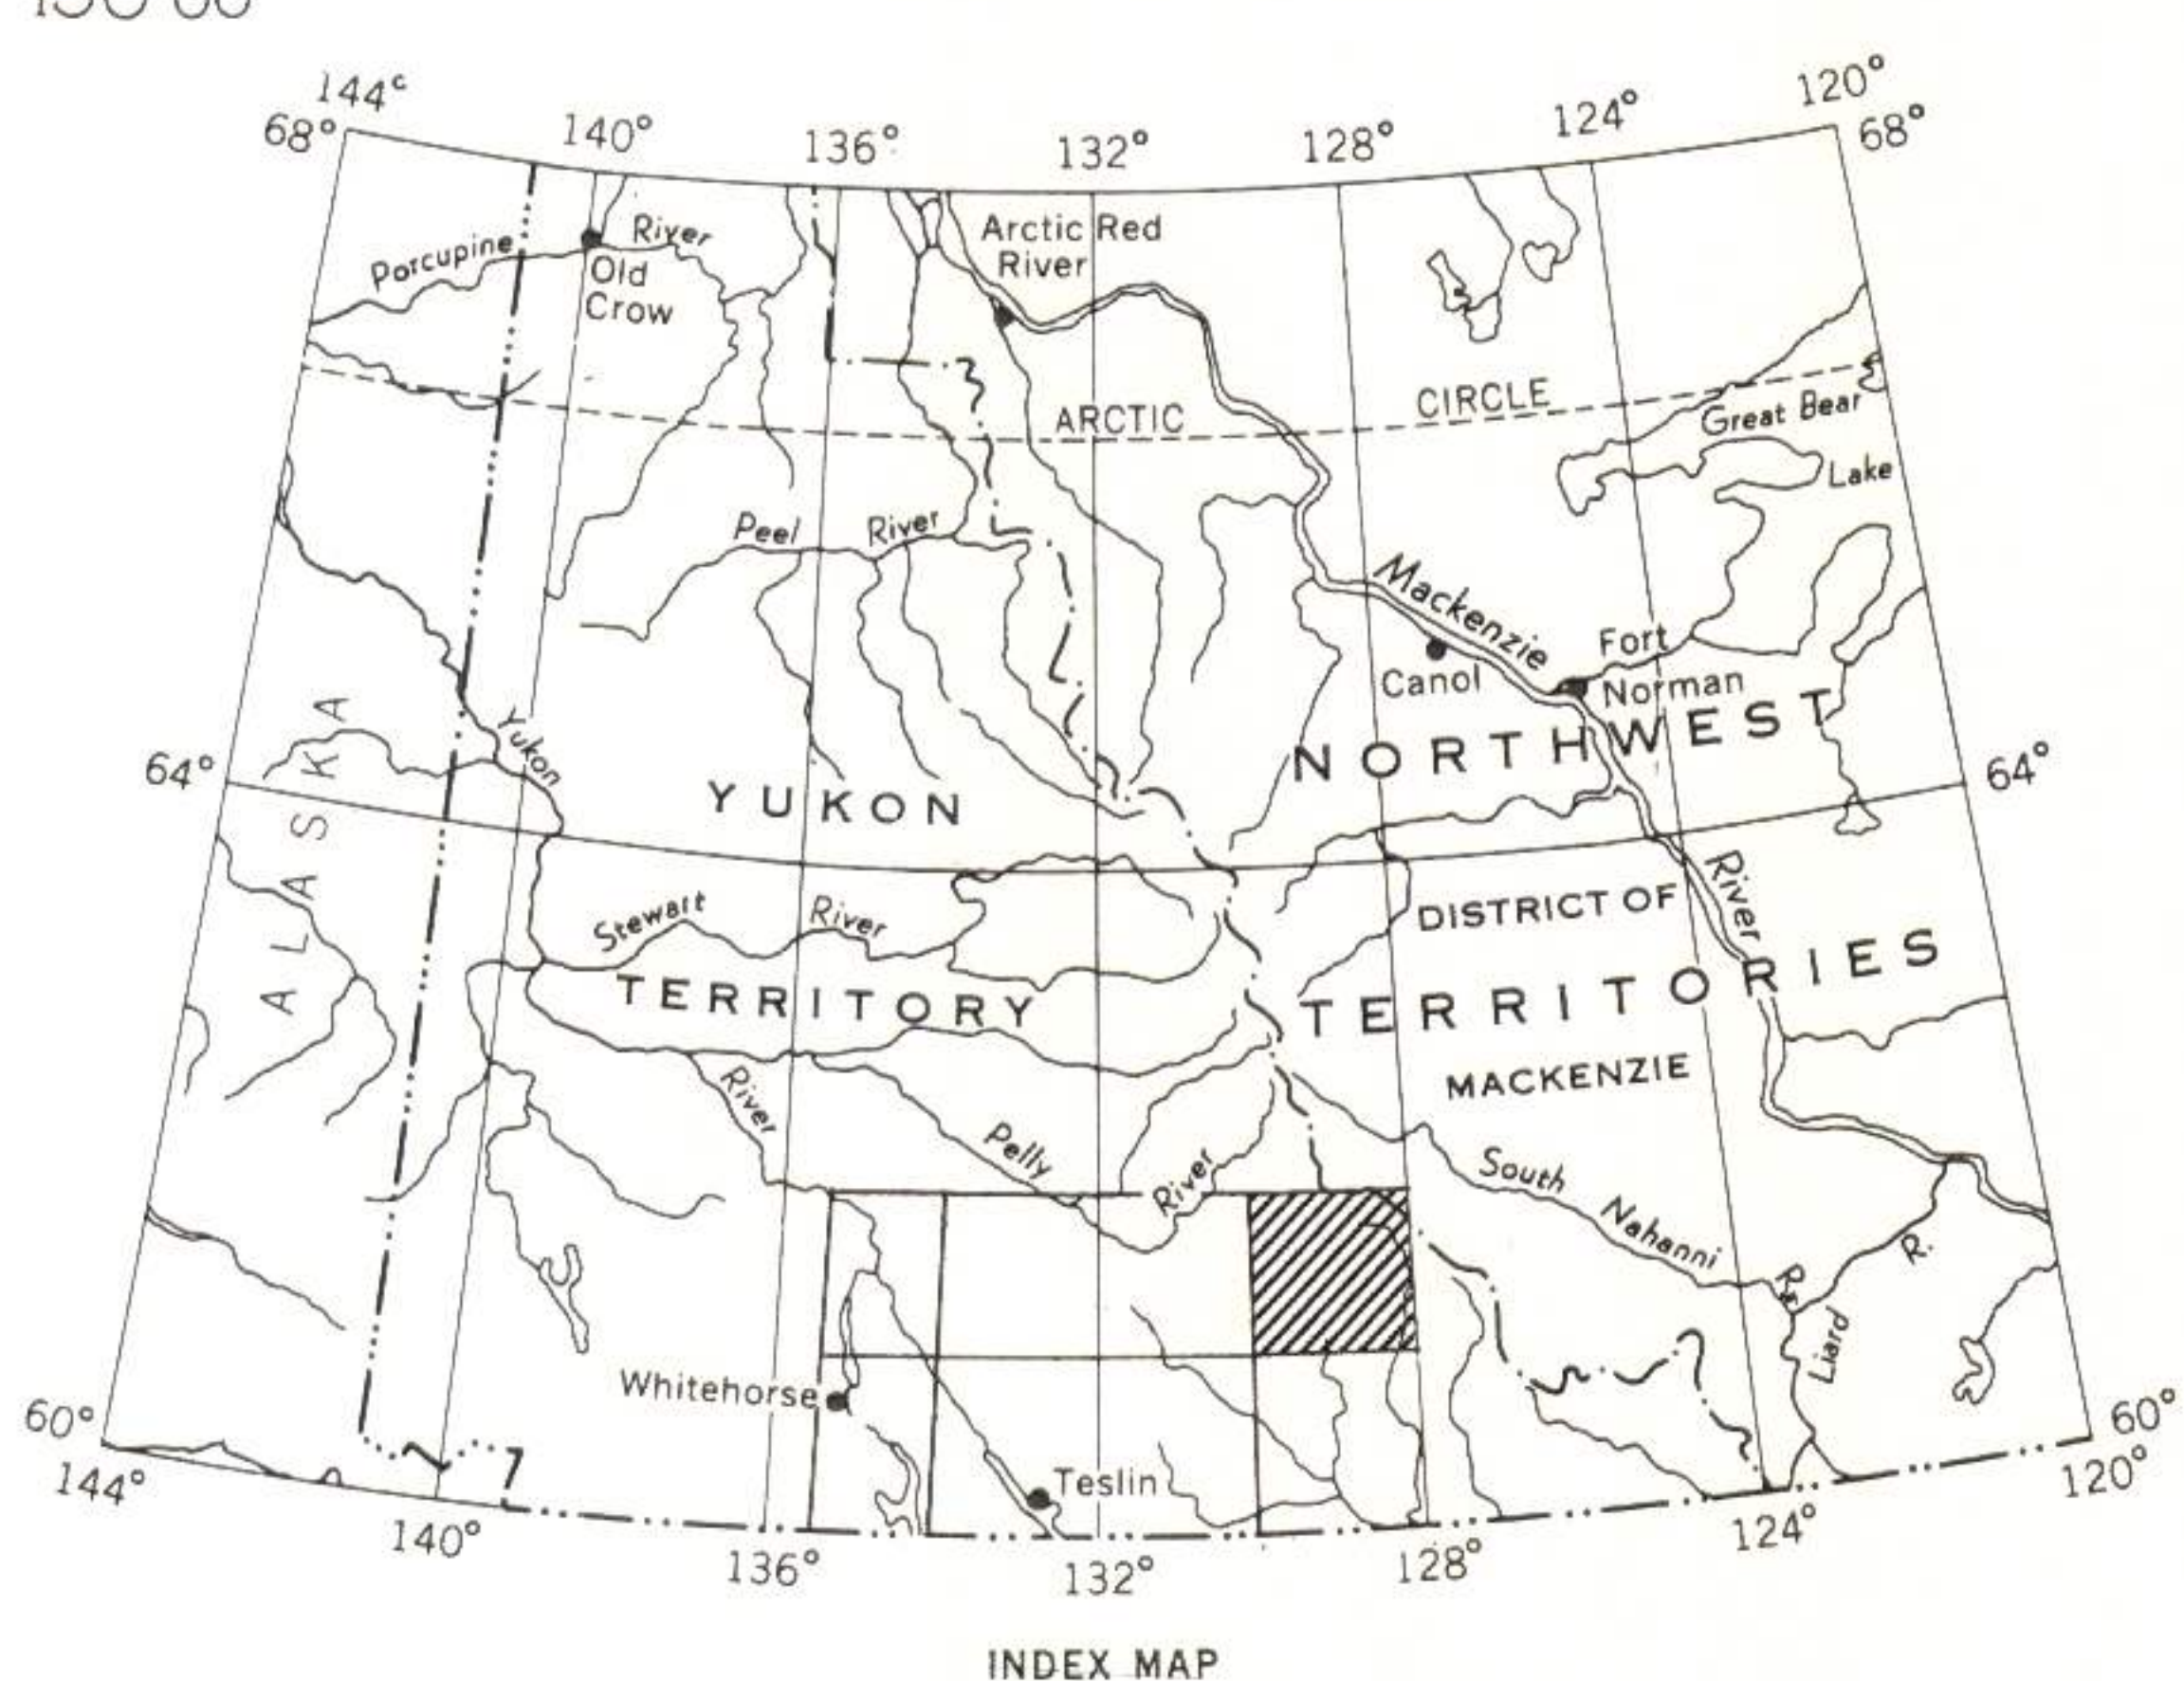 144°
140°
136°
132°
128°
124°
120°
68°
68°
Porcupine River
Old
Crow
Arctic Red
River
ARCTIC CIRCLE
Great Bear
Lake
Peel River
Mackenzie
Fort
Norman
Canol
Yukon
ALASKA
64°
64°
YUKON
NORTHWEST
Stewart River
DISTRICT OF
River
TERRITORY
TERRITORIES
MACKENZIE
River
Pelly
River
South Nahanni R.
R.
Liard
Whitehorse
Teslin
60°
60°
144°
140°
136°
132°
128°
124°
120°
INDEX MAP